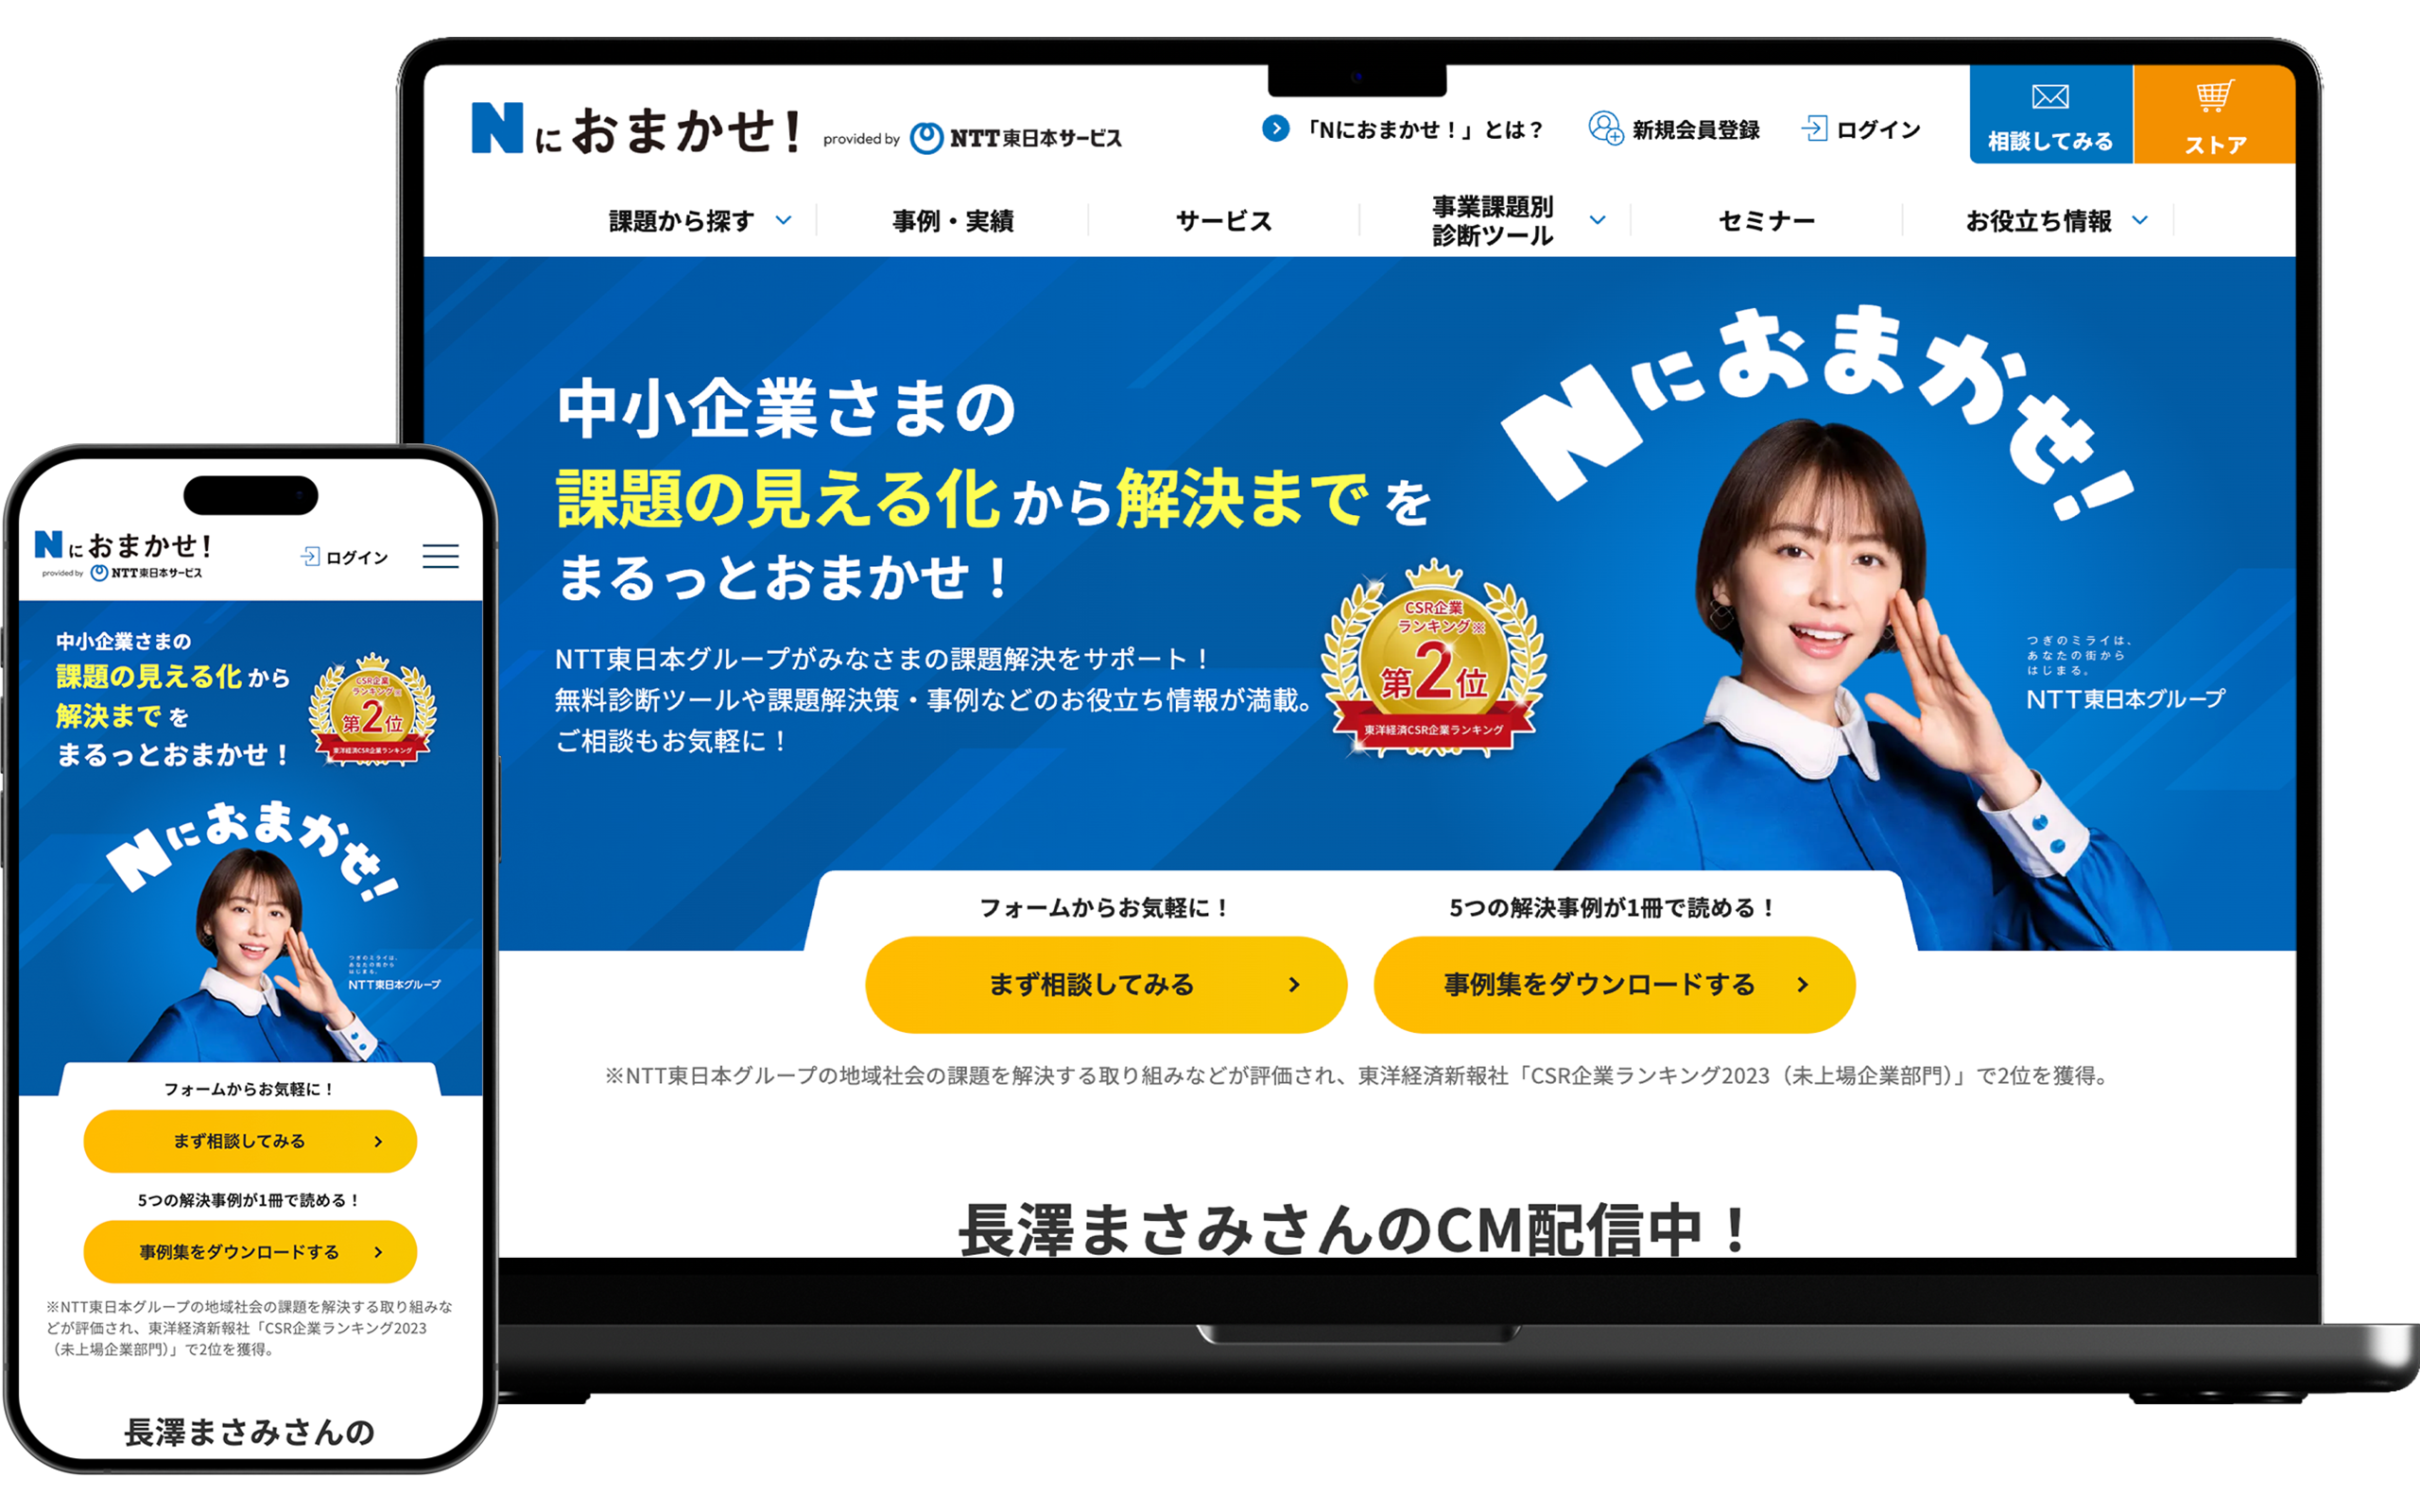 Nにおまかせ！ provided by NTT東日本サービス
「Nにおまかせ！」とは？
新規会員登録
ログイン
相談してみる
ストア
課題から探す
事例・実績
サービス
事業課題別
診断ツール
セミナー
お役立ち情報
中小企業さまの
課題の見える化から解決までを
まるっとおまかせ！
NTT東日本グループがみなさまの課題解決をサポート！
無料診断ツールや課題解決策・事例などのお役立ち情報が満載。
ご相談もお気軽に！
CSR企業
ランキング※
第2位
東洋経済CSR企業ランキング
Nにおまかせ！
つぎのミライは、
あなたの街から
はじまる。
NTT東日本グループ
フォームからお気軽に！
まず相談してみる
5つの解決事例が1冊で読める！
事例集をダウンロードする
※NTT東日本グループの地域社会の課題を解決する取り組みなどが評価され、東洋経済新報社「CSR企業ランキング2023（未上場企業部門）」で2位を獲得。
長澤まさみさんのCM配信中！
Nにおまかせ！
provided by NTT東日本サービス
ログイン
中小企業さまの
課題の見える化から
解決までを
まるっとおまかせ！
CSR企業
ランキング※
第2位
東洋経済CSR企業ランキング
Nにおまかせ！
つぎのミライは、
あなたの街から
はじまる。
NTT東日本グループ
フォームからお気軽に！
まず相談してみる
5つの解決事例が1冊で読める！
事例集をダウンロードする
※NTT東日本グループの地域社会の課題を解決する取り組みな
どが評価され、東洋経済新報社「CSR企業ランキング2023
（未上場企業部門）」で2位を獲得。
長澤まさみさんの